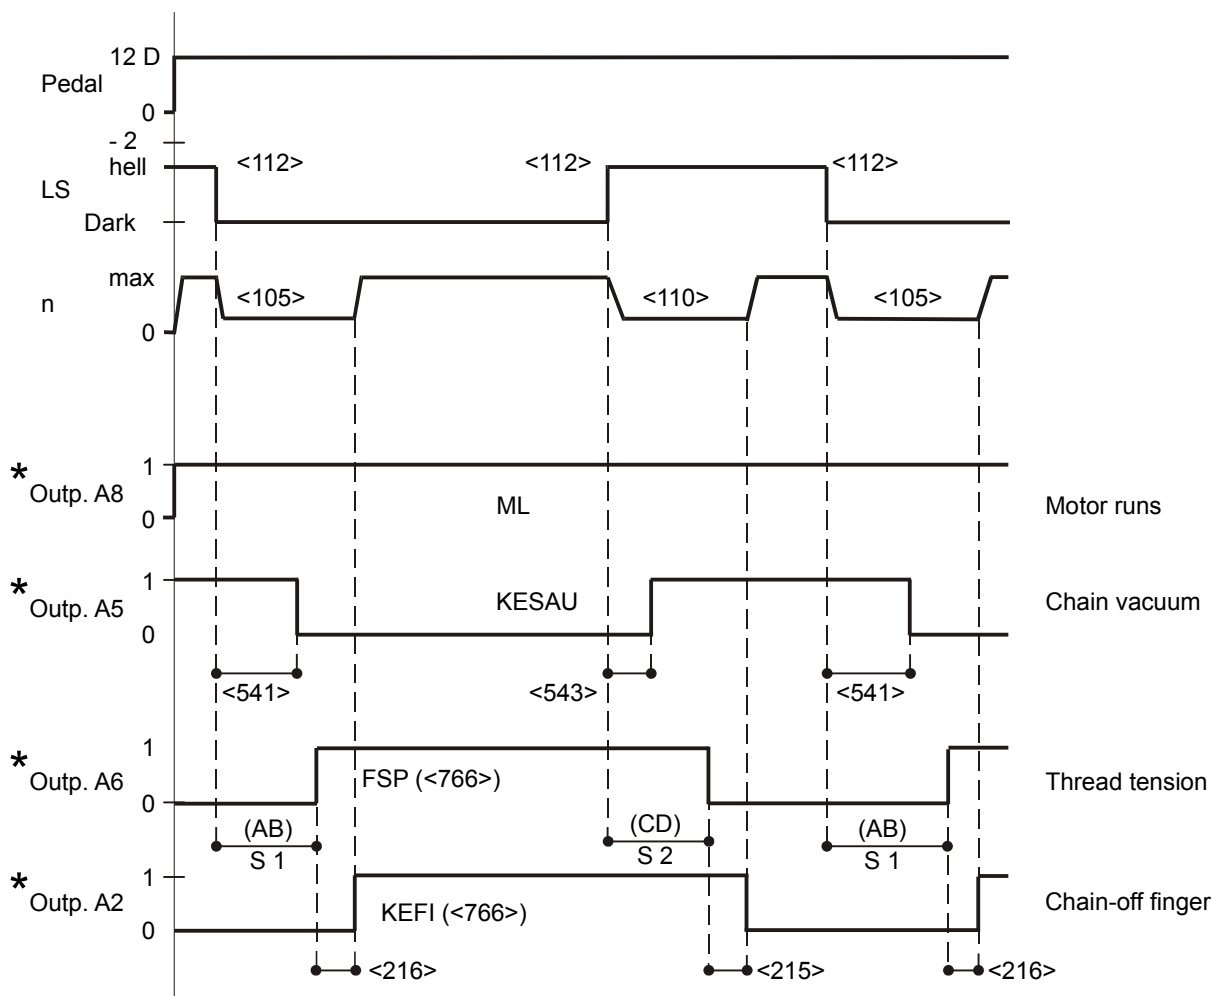 12 D
Pedal
0
- 2
hell <112> <112> <112>
LS
Dark
max
<105> <110> <105>
n
0
1
* Outp. A8 ML Motor runs
0
1
* Outp. A5 KESAU Chain vacuum
0
<541> <543> <541>
1
* Outp. A6 FSP (<766>) Thread tension
0
(AB) (CD) (AB)
S 1 S 2 S 1
1
* Outp. A2 KEFI (<766>) Chain-off finger
0
<216> <215> <216>